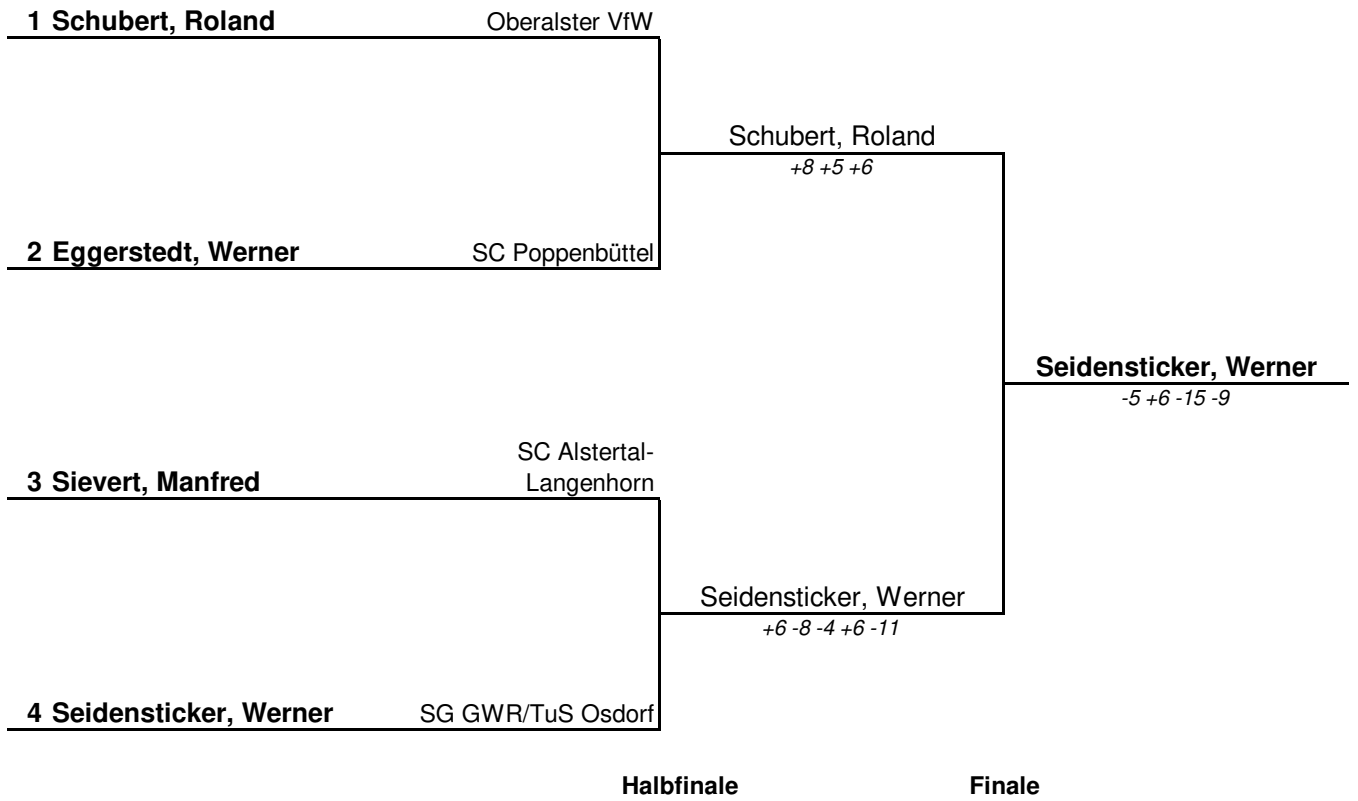 1 Schubert, Roland Oberalster VfW
Schubert, Roland
+8 +5 +6
2 Eggerstedt, Werner SC Poppenbüttel
Seidensticker, Werner
-5 +6 -15 -9
SC Alstertal-
3 Sievert, Manfred Langenhorn
Seidensticker, Werner
+6 -8 -4 +6 -11
4 Seidensticker, Werner SG GWR/TuS Osdorf
Halbfinale Finale